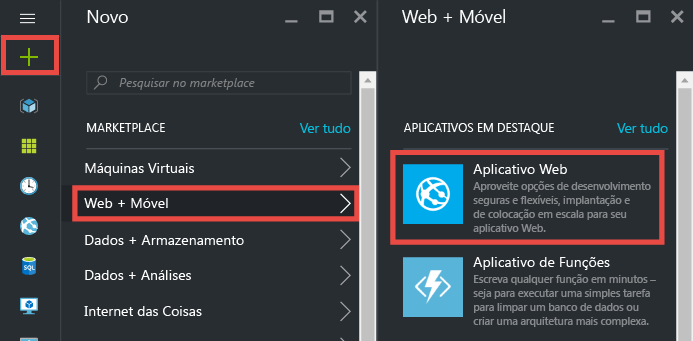 Novo
Pesquisar no marketplace
MARKETPLACE
Ver tudo
Máquinas Virtuais
Web + Móvel
Dados + Armazenamento
Dados + Análises
Internet das Coisas
Web + Móvel
APLICATIVOS EM DESTAQUE
Ver tudo
Aplicativo Web
Aproveite opções de desenvolvimento
seguras e flexíveis, implantação e
de colocação em escala para seu
aplicativo Web.
Aplicativo de Funções
Escreva qualquer função em minutos –
seja para executar uma simples tarefa
para limpar um banco de dados ou
criar uma arquitetura mais complexa.
SQL